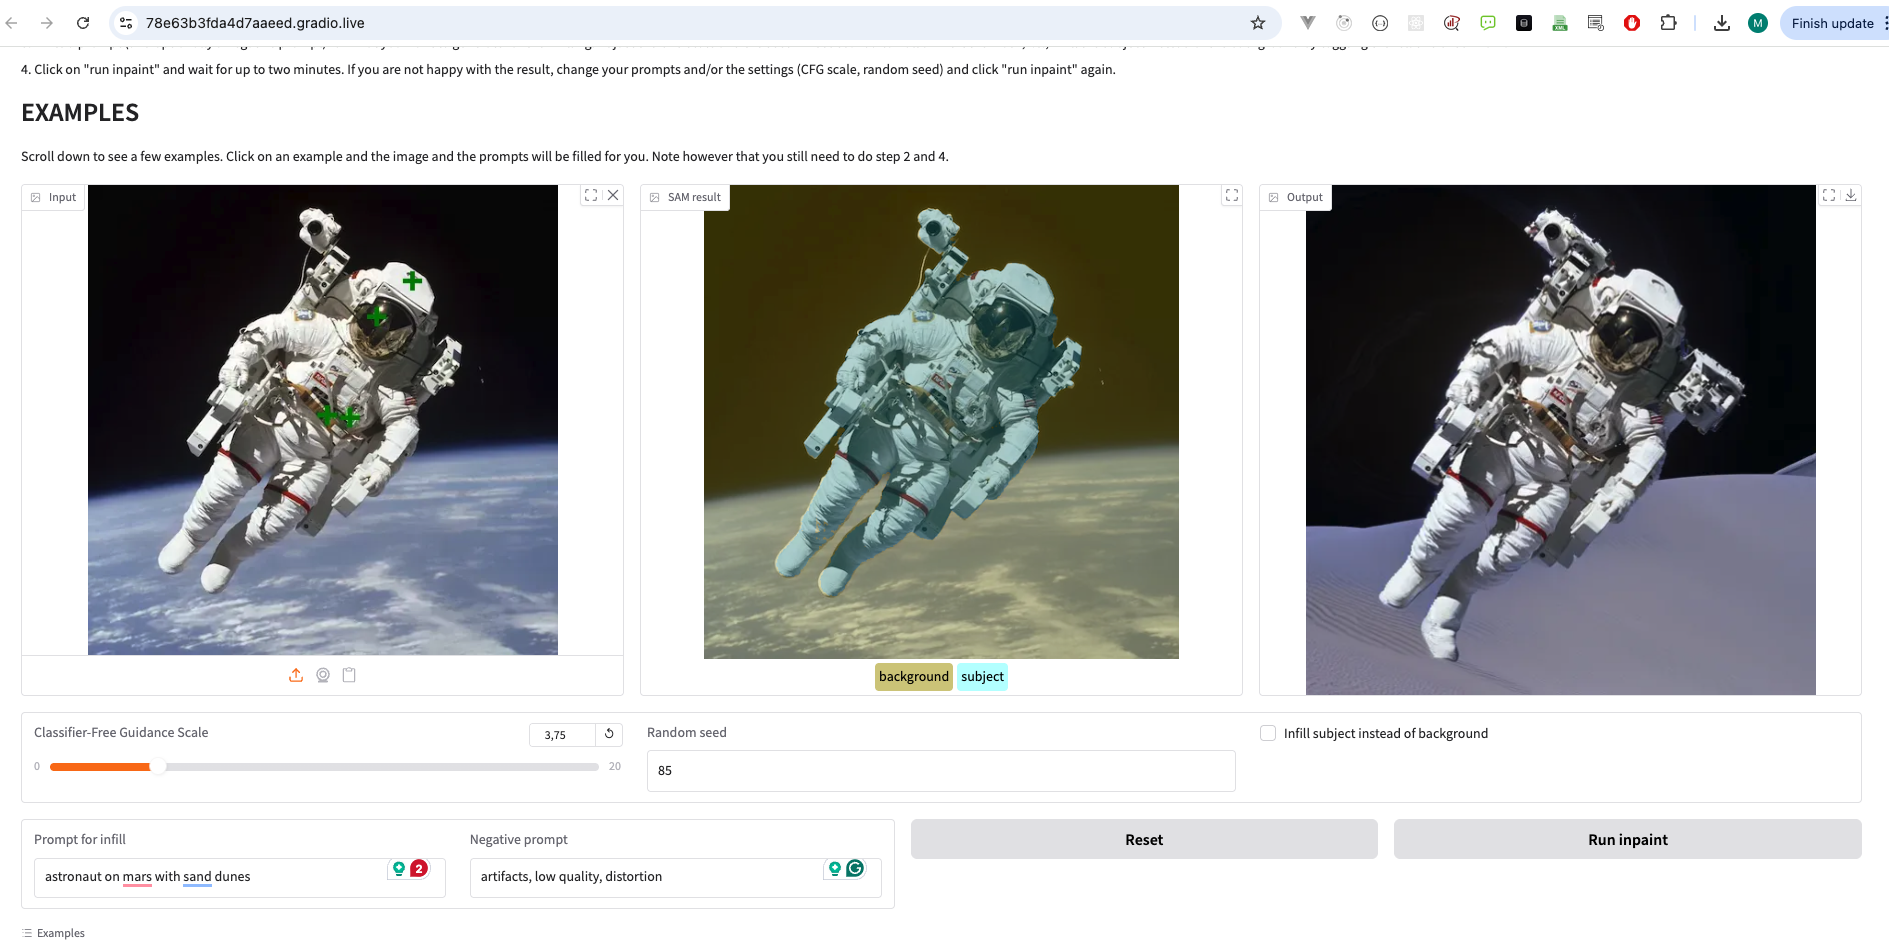 78e63b3fda4d7aaeed.gradio.live
M
Finish update
4. Click on "run inpaint" and wait for up to two minutes. If you are not happy with the result, change your prompts and/or the settings (CFG scale, random seed) and click "run inpaint" again.
EXAMPLES
Scroll down to see a few examples. Click on an example and the image and the prompts will be filled for you. Note however that you still need to do step 2 and 4.
Input
SAM result
Output
background subject
Classifier-Free Guidance Scale
3,75
0
20
Random seed
85
Infill subject instead of background
Prompt for infill
astronaut on mars with sand dunes
2
Negative prompt
artifacts, low quality, distortion
Reset
Run inpaint
Examples